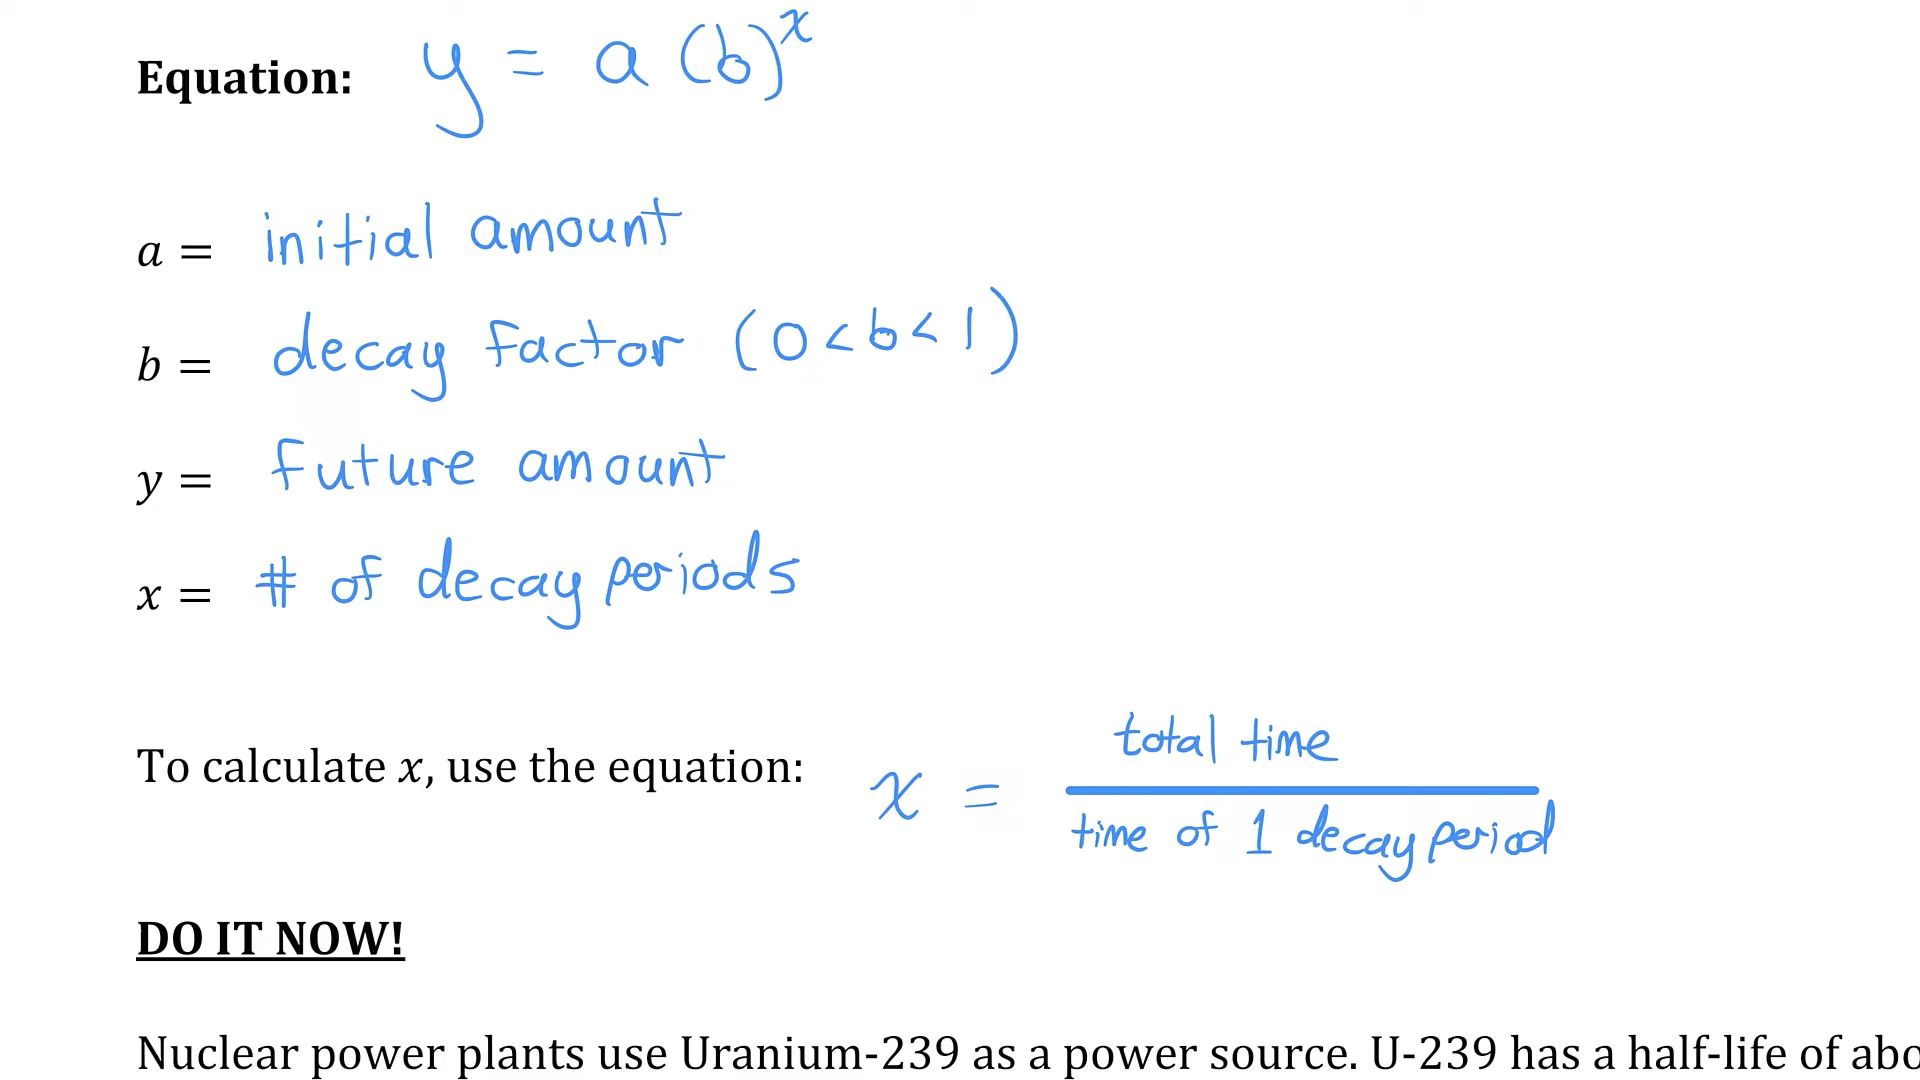 Equation: y = a (b)^x
a = initial amount
b = decay factor (0 < b < 1)
y = future amount
x = # of decay periods
total time
To calculate x, use the equation: x =
time of 1 decay period
DO IT NOW!
Nuclear power plants use Uranium-239 as a power source. U-239 has a half-life of